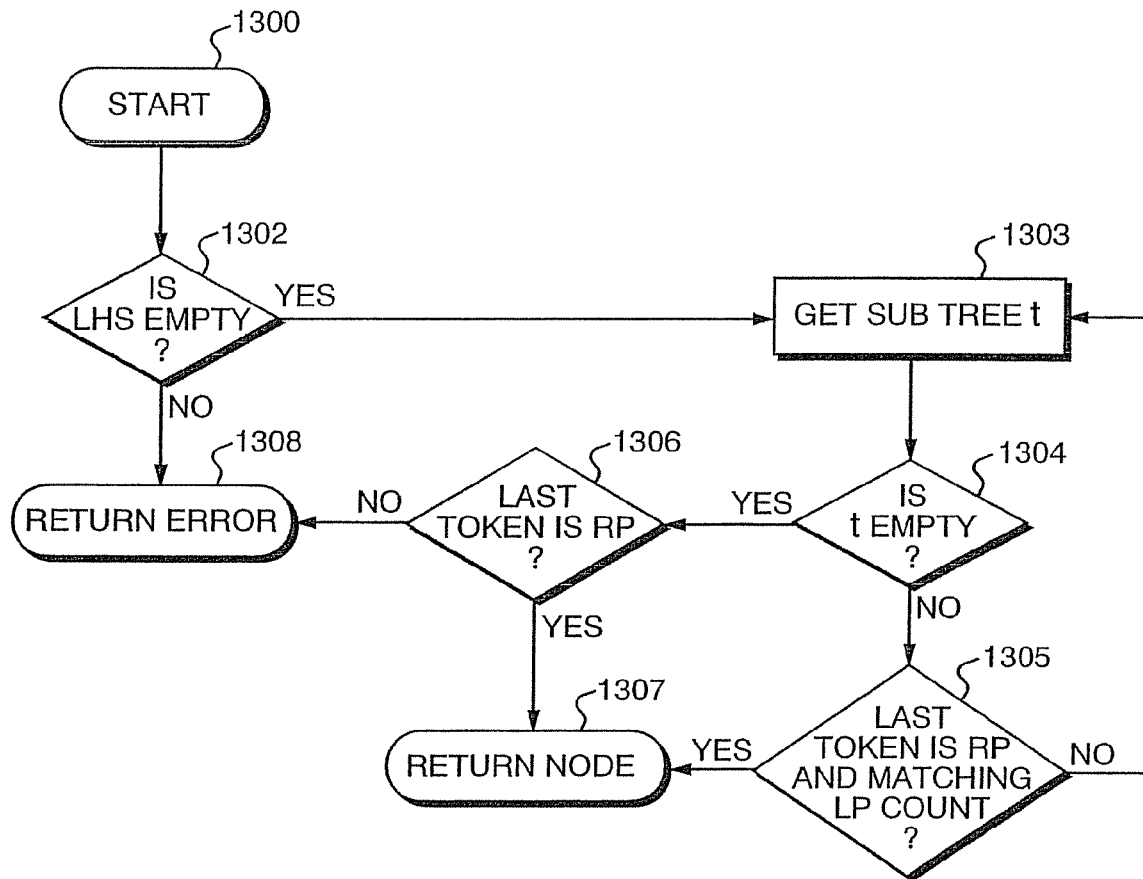 1300
START
1302
IS
LHS EMPTY
?
YES
NO
1303
GET SUB TREE t
1308
RETURN ERROR
NO
1306
LAST
TOKEN IS RP
?
YES
YES
1304
IS
t EMPTY
?
NO
1307
RETURN NODE
YES
1305
LAST
TOKEN IS RP
AND MATCHING
LP COUNT
?
NO